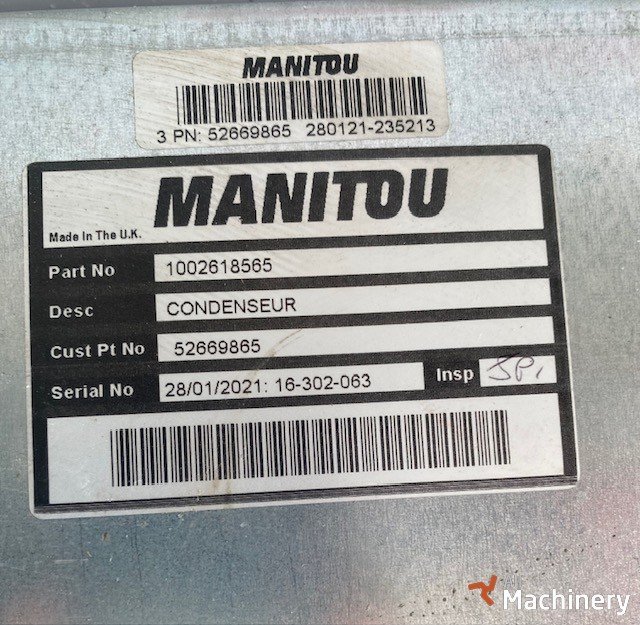 MANITOU
3 PN: 52669865 280121-235213
MANITOU
Made In The U.K.
Part No 1002618565
Desc CONDENSEUR
Cust Pt No 52669865
Serial No 28/01/2021: 16-302-063 Insp
Machinery